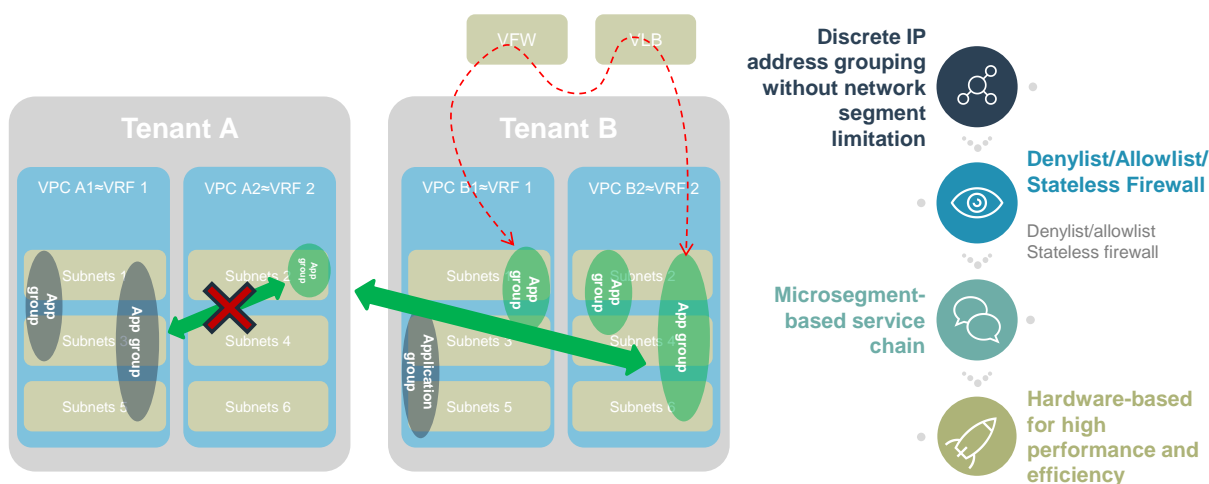 VFW
VLB
Tenant A
Tenant B
VPC A1≈VRF 1
VPC A2≈VRF 2
VPC B1≈VRF 1
VPC B2≈VRF 2
Subnets 1
Subnets 2
Subnets 3
Subnets 4
Subnets 5
Subnets 6
App
group
App group
App
group
Subnets 1
Subnets 2
Subnets 3
Subnets 4
Subnets 5
Subnets 6
App
group
App
group
App group
Application
group
Discrete IP
address grouping
without network
segment
limitation
Denylist/Allowlist/
Stateless Firewall
Denylist/allowlist
Stateless firewall
Microsegment-
based service
chain
Hardware-based
for high
performance and
efficiency